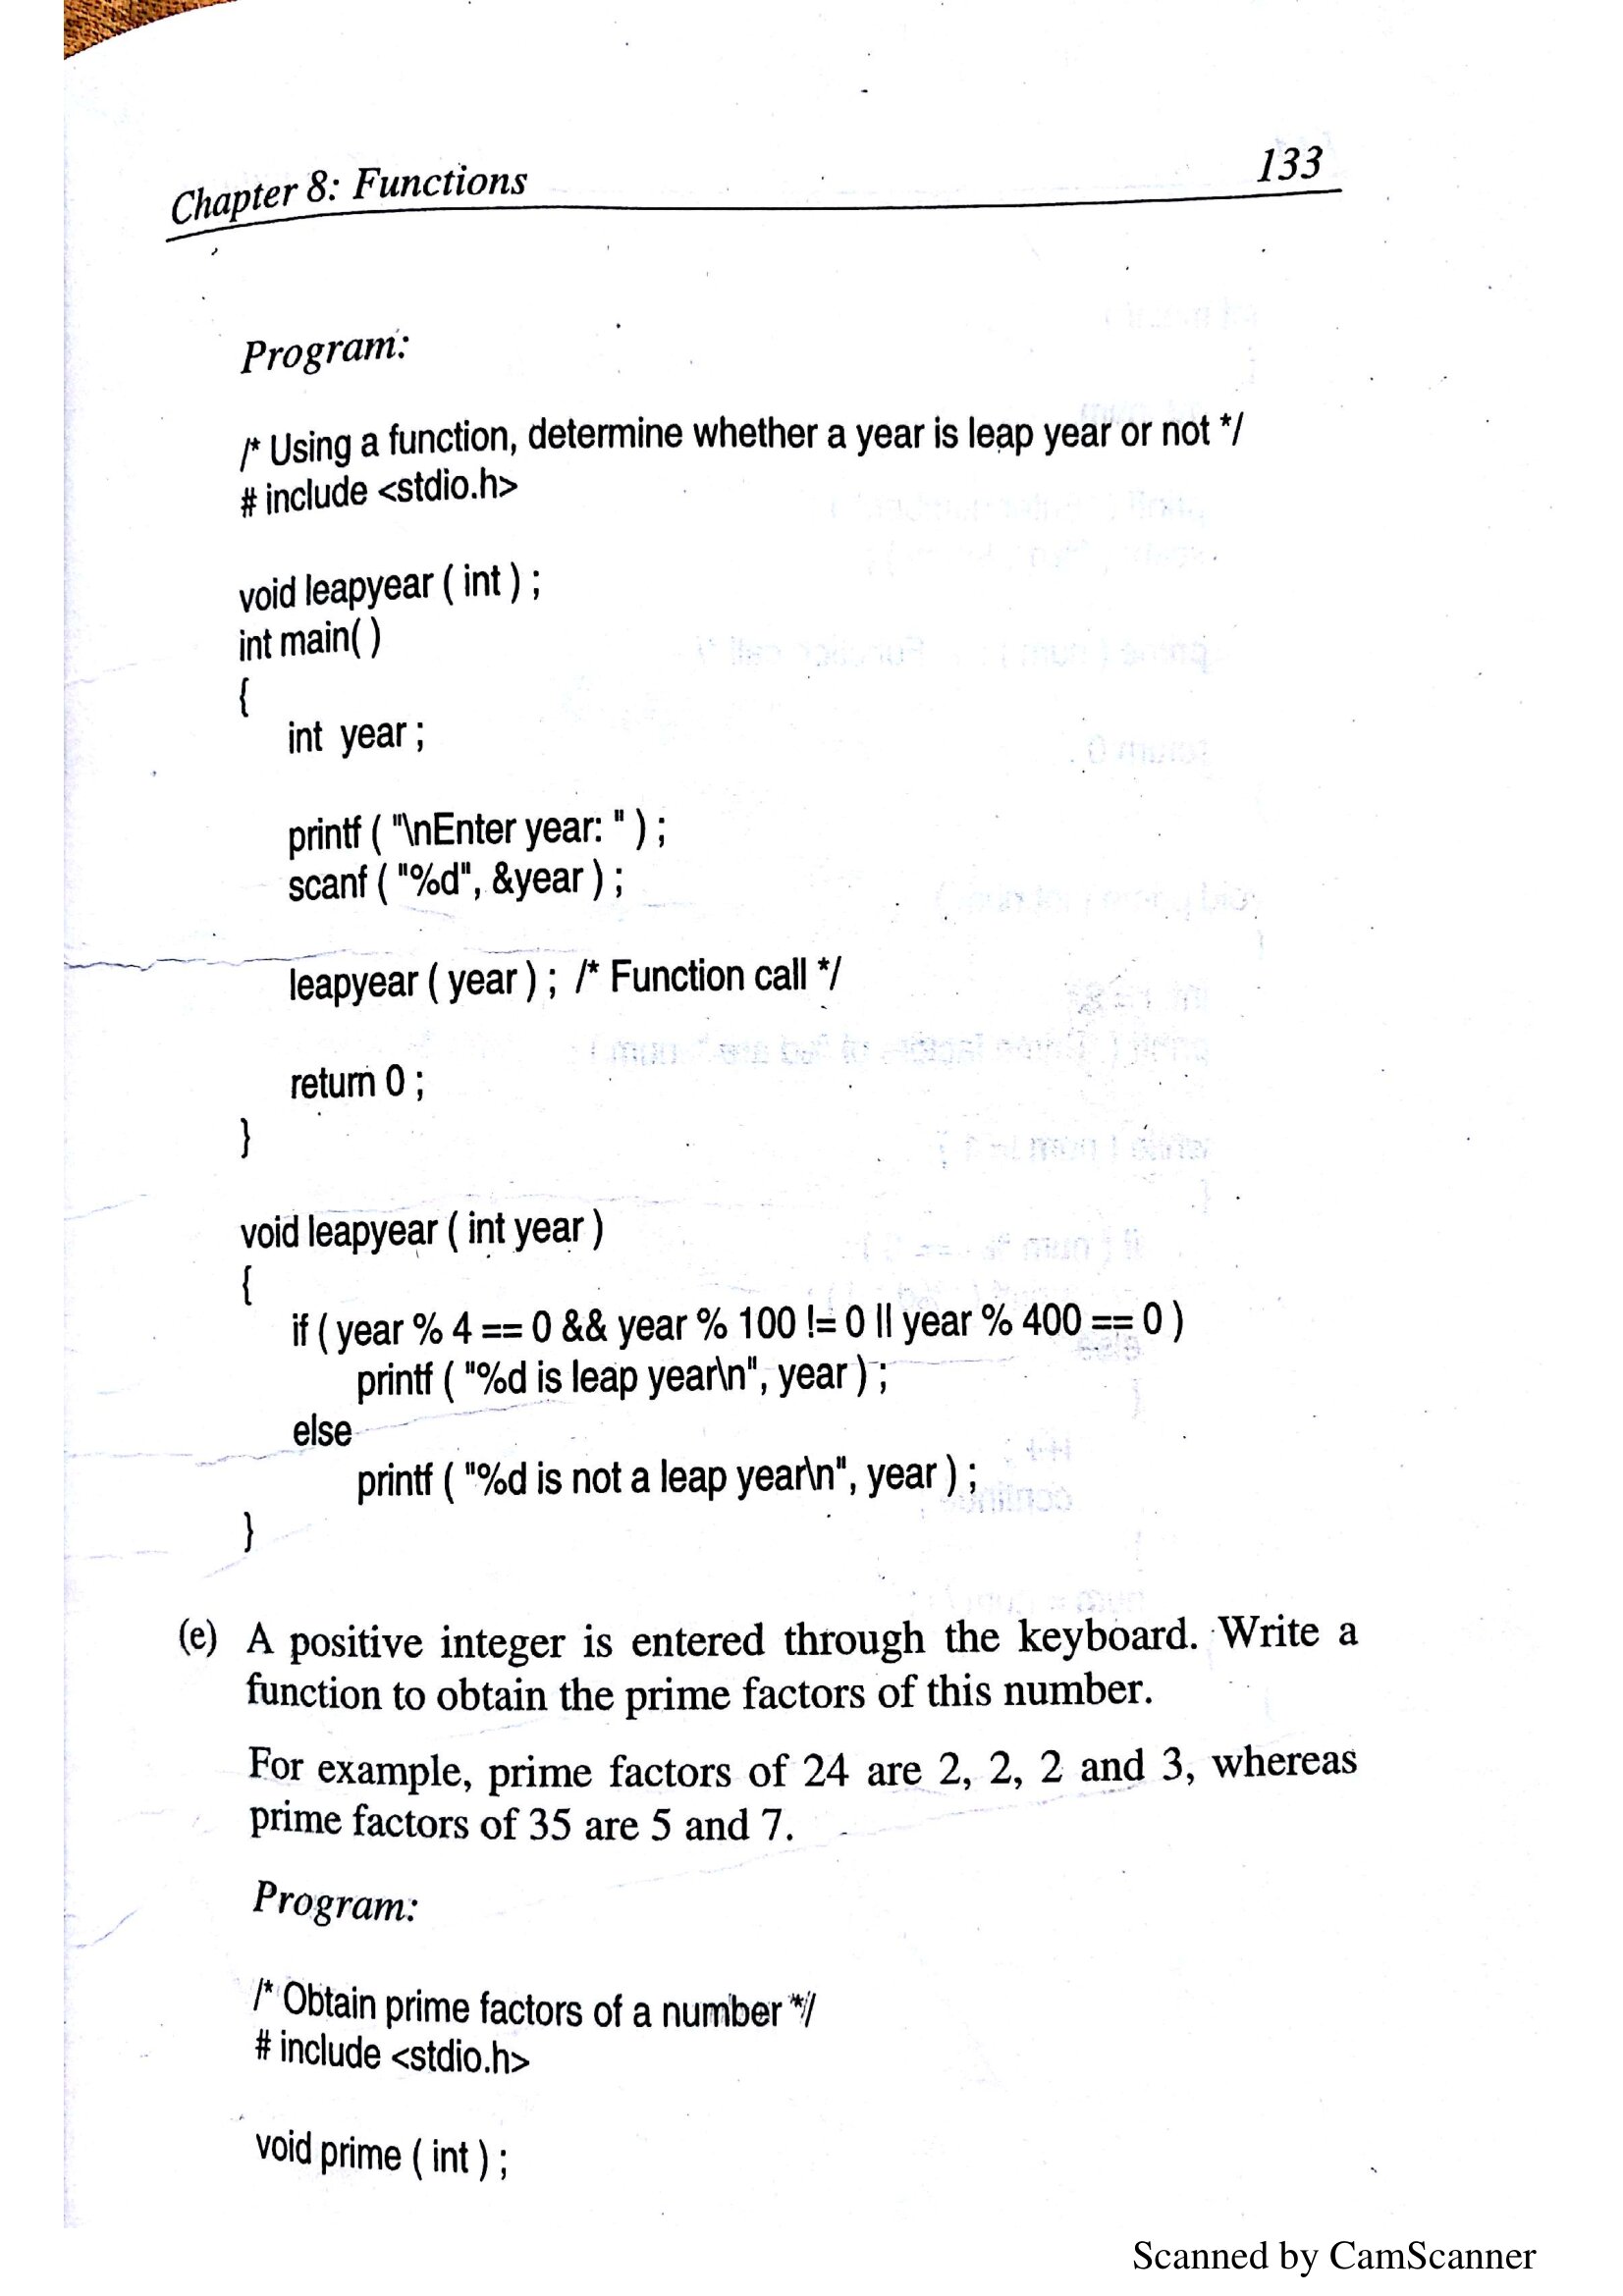 Chapter 8: Functions 133
Program:
/* Using a function, determine whether a year is leap year or not */
# include <stdio.h>
void leapyear ( int ) ;
int main( )
{
int year ;
printf ( "\nEnter year: " ) ;
scanf ( "%d", &year ) ;
leapyear ( year ) ; /* Function call */
return 0 ;
}
void leapyear ( int year )
{
if ( year % 4 == 0 && year % 100 != 0 || year % 400 == 0 )
printf ( "%d is leap year\n", year ) ;
else
printf ( "%d is not a leap year\n", year ) ;
}
(e) A positive integer is entered through the keyboard. Write a
function to obtain the prime factors of this number.
For example, prime factors of 24 are 2, 2, 2 and 3, whereas
prime factors of 35 are 5 and 7.
Program:
/* Obtain prime factors of a number */
# include <stdio.h>
void prime ( int ) ;
Scanned by CamScanner